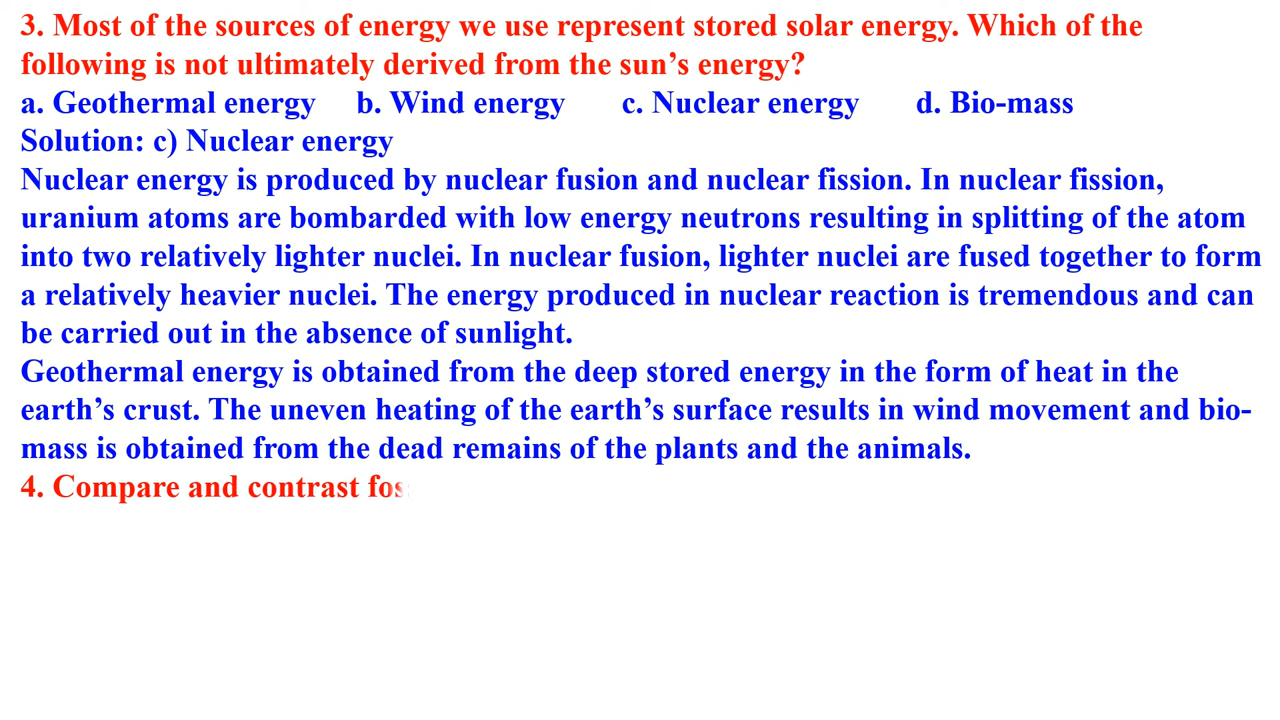 3. Most of the sources of energy we use represent stored solar energy. Which of the
following is not ultimately derived from the sun’s energy?
a. Geothermal energy b. Wind energy c. Nuclear energy d. Bio-mass
Solution: c) Nuclear energy
Nuclear energy is produced by nuclear fusion and nuclear fission. In nuclear fission,
uranium atoms are bombarded with low energy neutrons resulting in splitting of the atom
into two relatively lighter nuclei. In nuclear fusion, lighter nuclei are fused together to form
a relatively heavier nuclei. The energy produced in nuclear reaction is tremendous and can
be carried out in the absence of sunlight.
Geothermal energy is obtained from the deep stored energy in the form of heat in the
earth’s crust. The uneven heating of the earth’s surface results in wind movement and bio-
mass is obtained from the dead remains of the plants and the animals.
4. Compare and contrast fos